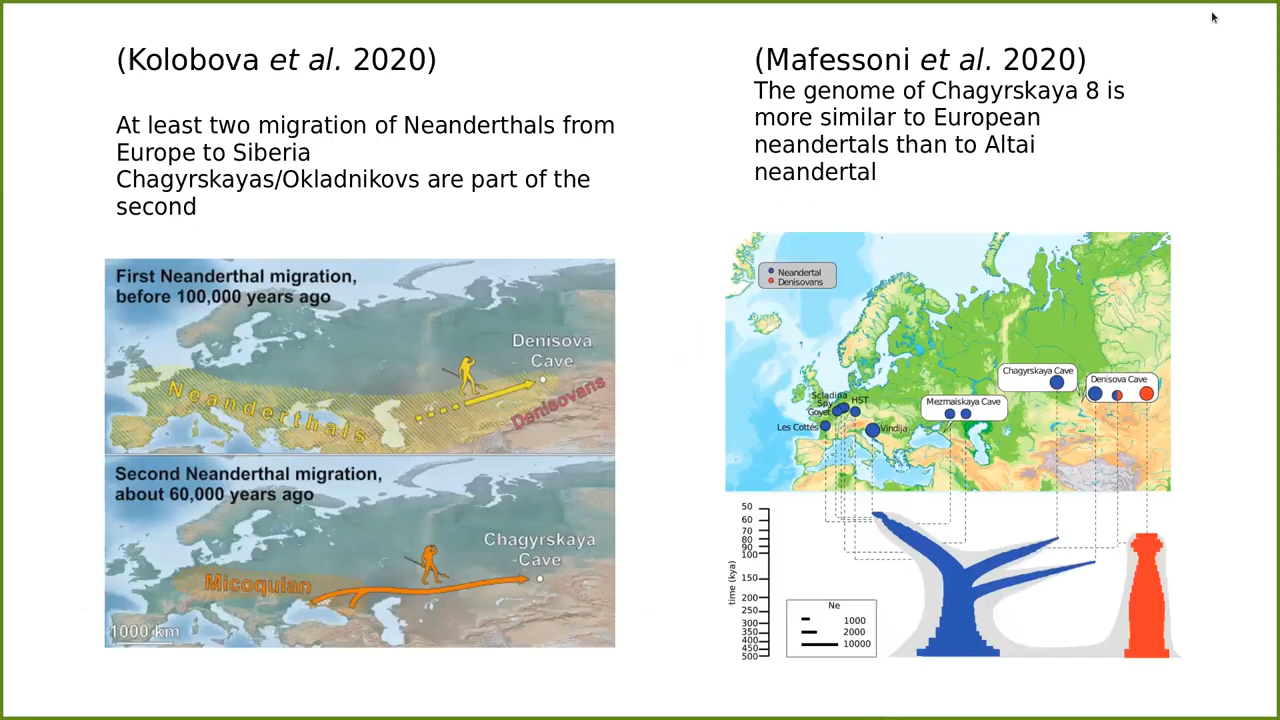 (Kolobova et al. 2020)
At least two migration of Neanderthals from
Europe to Siberia
Chagyrskayas/Okladnikovs are part of the
second
First Neanderthal migration,
before 100,000 years ago
Denisova
Cave
Neanderthals
Denisovans
Second Neanderthal migration,
about 60,000 years ago
Chagyrskaya
Cave
Micoquian
1000 km
(Mafessoni et al. 2020)
The genome of Chagyrskaya 8 is
more similar to European
neandertals than to Altai
neandertal
Neandertal
Denisovans
Chagyrskaya Cave
Denisova Cave
Scladina
Spy
HST
Goyet
Mezmaiskaya Cave
Les Cottés
Vindija
time (kya)
50
60
70
80
90
100
150
200
250
300
350
400
450
500
Ne
1000
2000
10000